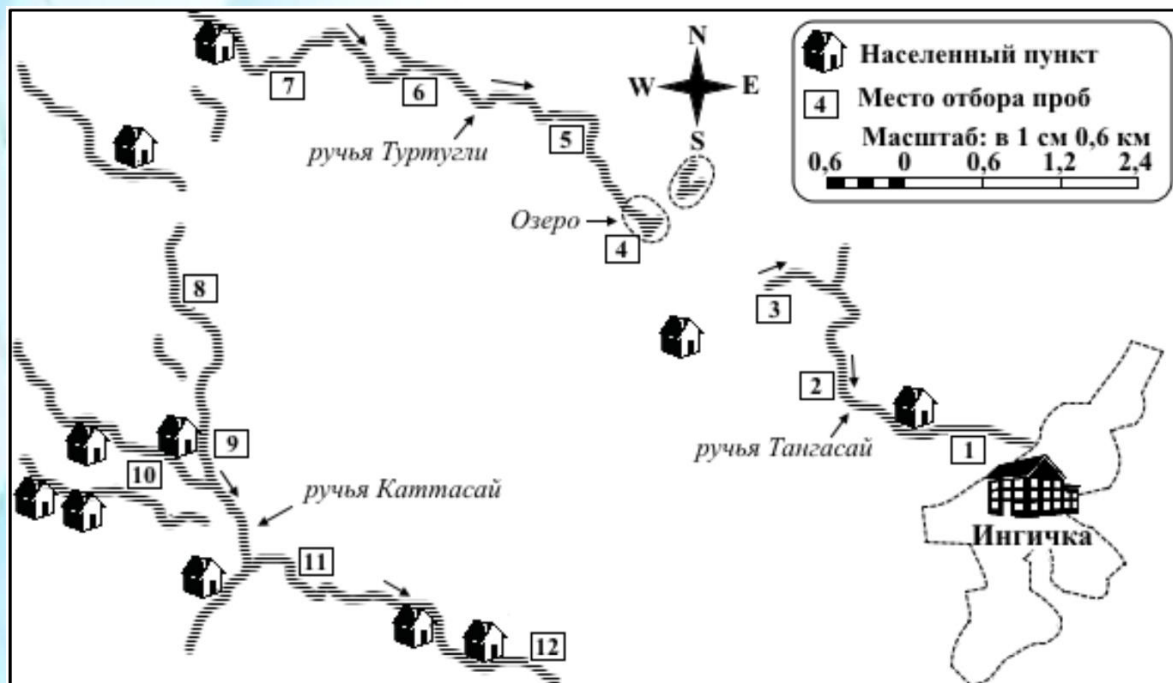 N
W E
S
Населенный пункт
4 Место отбора проб
Масштаб: в 1 см 0,6 км
0,6 0 0,6 1,2 2,4
7
6
ручья Туртугли
5
Озеро
4
8
3
2
ручья Тангасай
1
Ингичка
9
10
ручья Каттасай
11
12